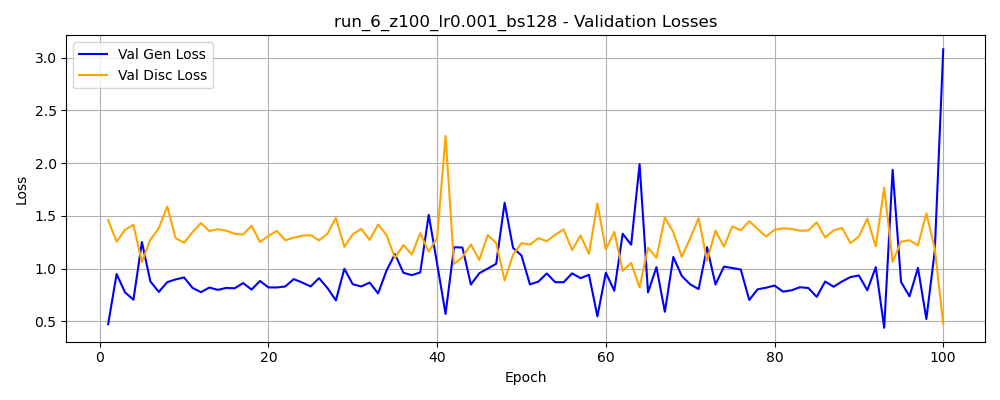 run_6_z100_lr0.001_bs128 - Validation Losses
Val Gen Loss
Val Disc Loss
3.0
2.5
2.0
1.5
1.0
0.5
Loss
0 20 40 60 80 100
Epoch